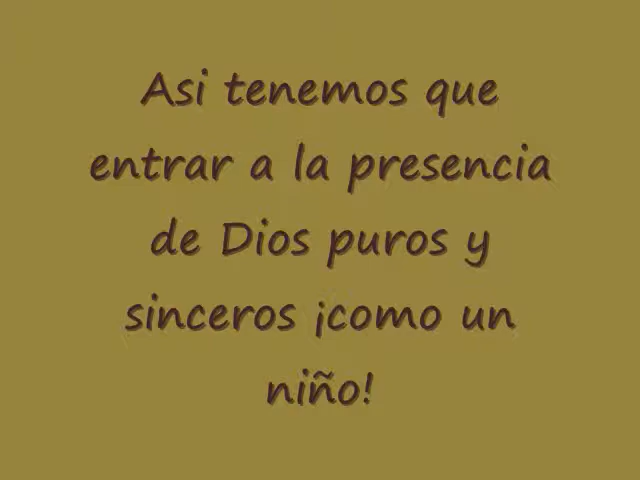 Asi tenemos que
entrar a la presencia
de Dios puros y
sinceros ¡como un
niño!